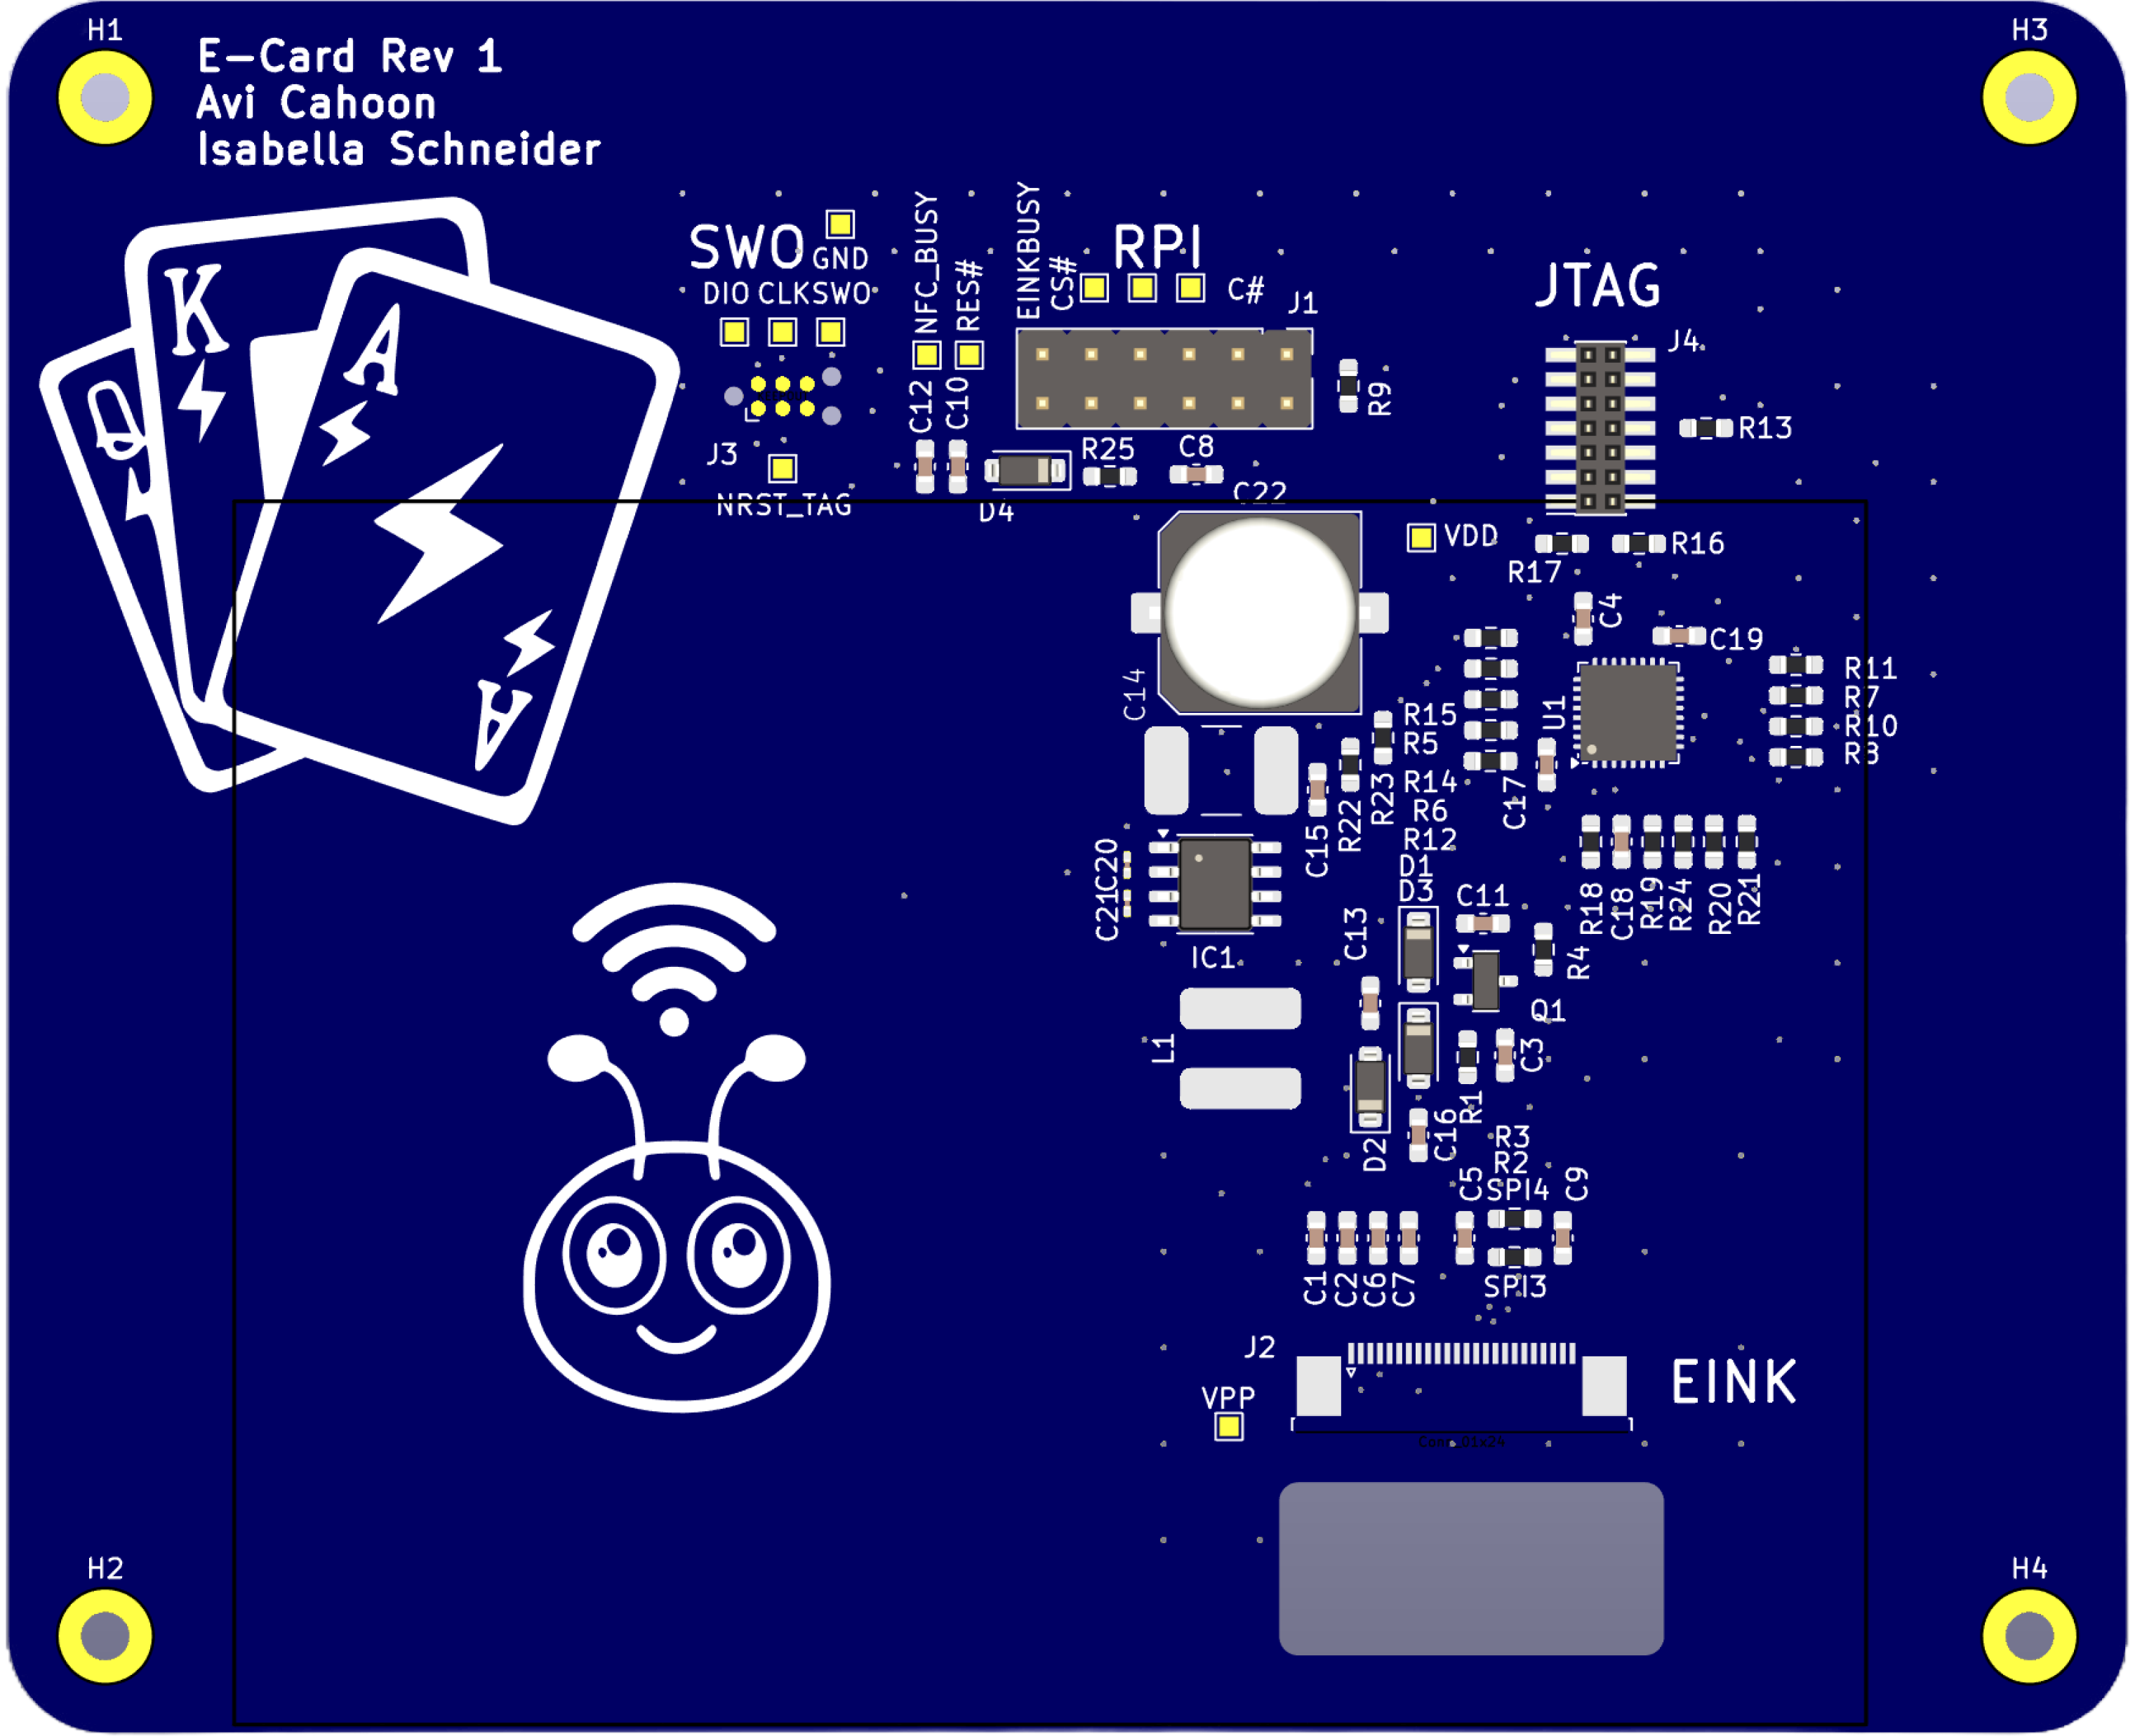 H1
E-Card Rev 1
Avi Cahoon
Isabella Schneider
H3
K
A
Q
A
SWO
GND
DIO CLK SWO
NFC_BUSY
RES#
EINKBUSY
CS#
RPI
C#
J1
JTAG
J4
C12
C10
R9
R13
J3
NRST_TAG
D4
R25
C8
C22
VDD
R17
R16
C4
C19
C14
U1
R11
R7
R10
R3
R15
R5
R14
R6
R12
D1
D3
C17
C15
R22
R23
C20
C21
IC1
C13
C11
R4
Q1
R18
C18
R19
R24
R20
R21
L1
D2
C16
R1
C3
R3
R2
SPI4
C5
C9
C1
C2
C6
C7
SPI3
J2
VPP
EINK
Conn_01x24
H2
H4